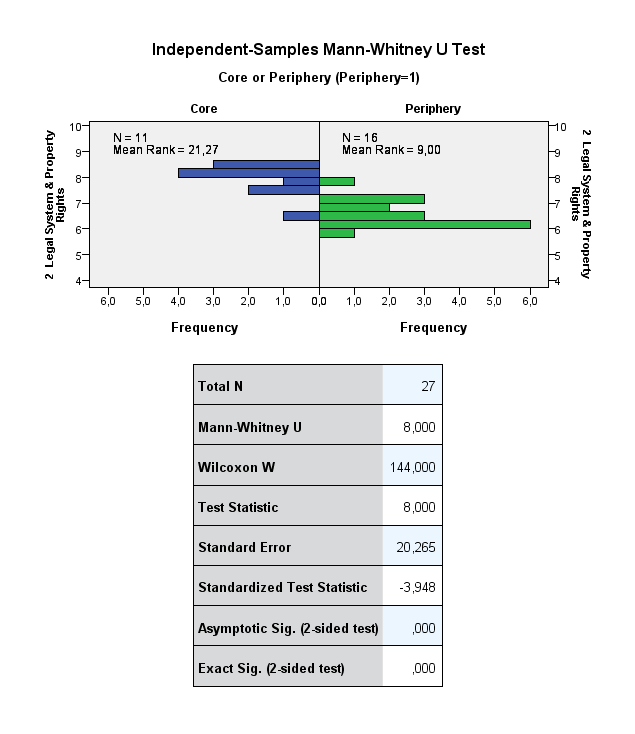 Independent-Samples Mann-Whitney U Test
Core or Periphery (Periphery=1)
Core Periphery
N = 11
Mean Rank = 21,27
N = 16
Mean Rank = 9,00
2 Legal System & Property
Rights
10
9
8
7
6
5
4
10
9
8
7
6
5
4
2 Legal System & Property
Rights
6,0 5,0 4,0 3,0 2,0 1,0 0,0 0,0 1,0 2,0 3,0 4,0 5,0 6,0
Frequency Frequency
Total N 27
Mann-Whitney U 8,000
Wilcoxon W 144,000
Test Statistic 8,000
Standard Error 20,265
Standardized Test Statistic -3,948
Asymptotic Sig. (2-sided test) ,000
Exact Sig. (2-sided test) ,000